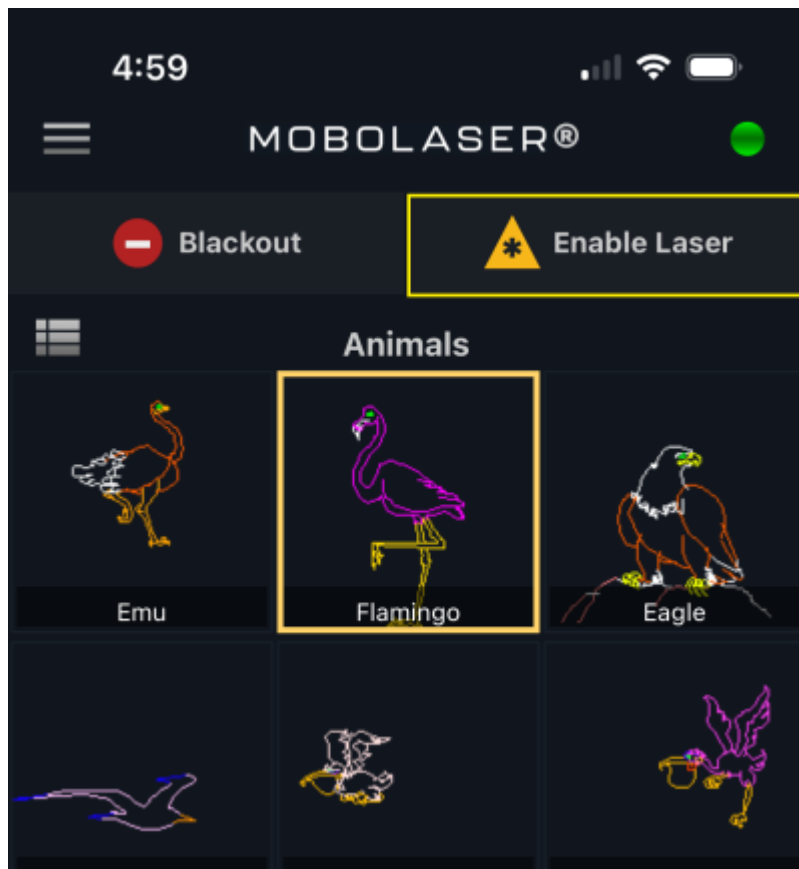 4:59
MOBOLASER®
Blackout
Enable Laser
Animals
Emu
Flamingo
Eagle